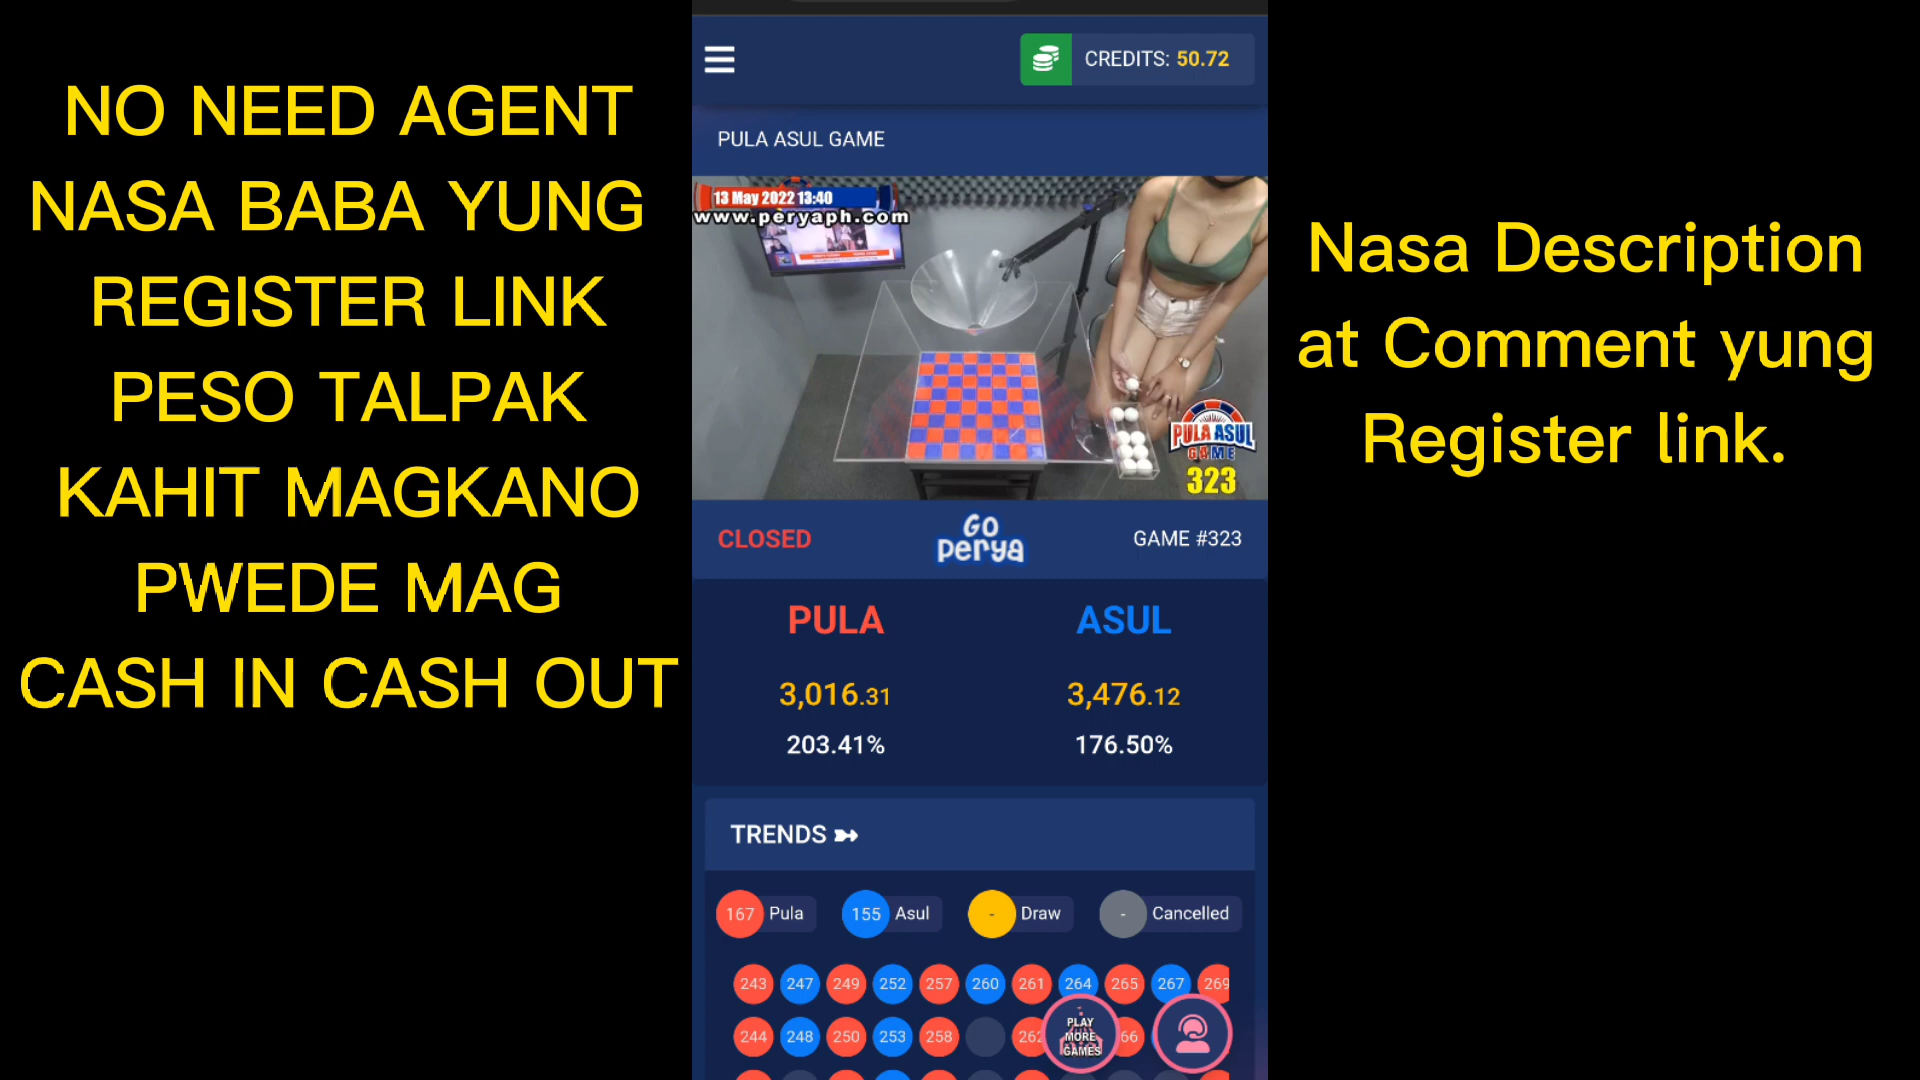 NO NEED AGENT
NASA BABA YUNG
REGISTER LINK
PESO TALPAK
KAHIT MAGKANO
PWEDE MAG
CASH IN CASH OUT
CREDITS: 50.72
PULA ASUL GAME
13 May 2022 13:40
www.peryaph.com
PULA ASUL
GAME
323
CLOSED
GO
perya
GAME #323
PULA ASUL
3,016.31 3,476.12
203.41% 176.50%
TRENDS
167 Pula 155 Asul - Draw - Cancelled
243 247 249 252 257 260 261 264 265 267 269
244 248 250 253 258 262 66
PLAY
MORE
GAMES
Nasa Description
at Comment yung
Register link.